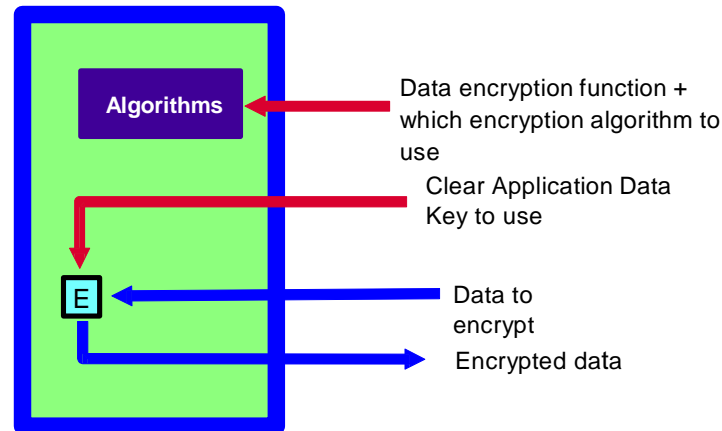 Algorithms
Data encryption function +
which encryption algorithm to
use
Clear Application Data
Key to use
E
Data to
encrypt
Encrypted data